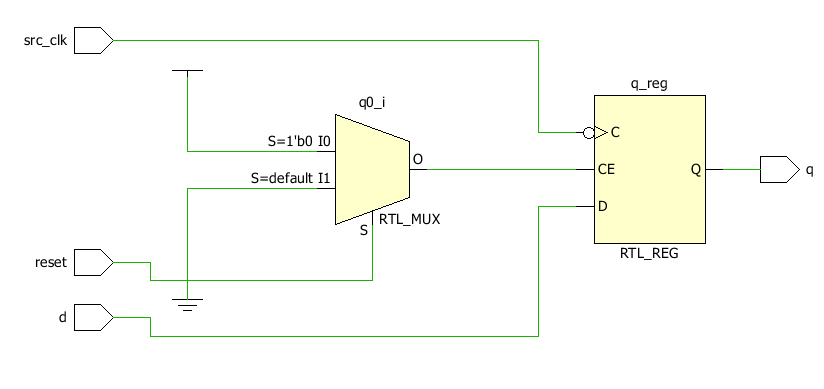 src_clk
q_reg
q0_i
S=1'b0 I0
C
O
CE
Q
q
S=default I1
D
RTL_MUX
S
RTL_REG
reset
d